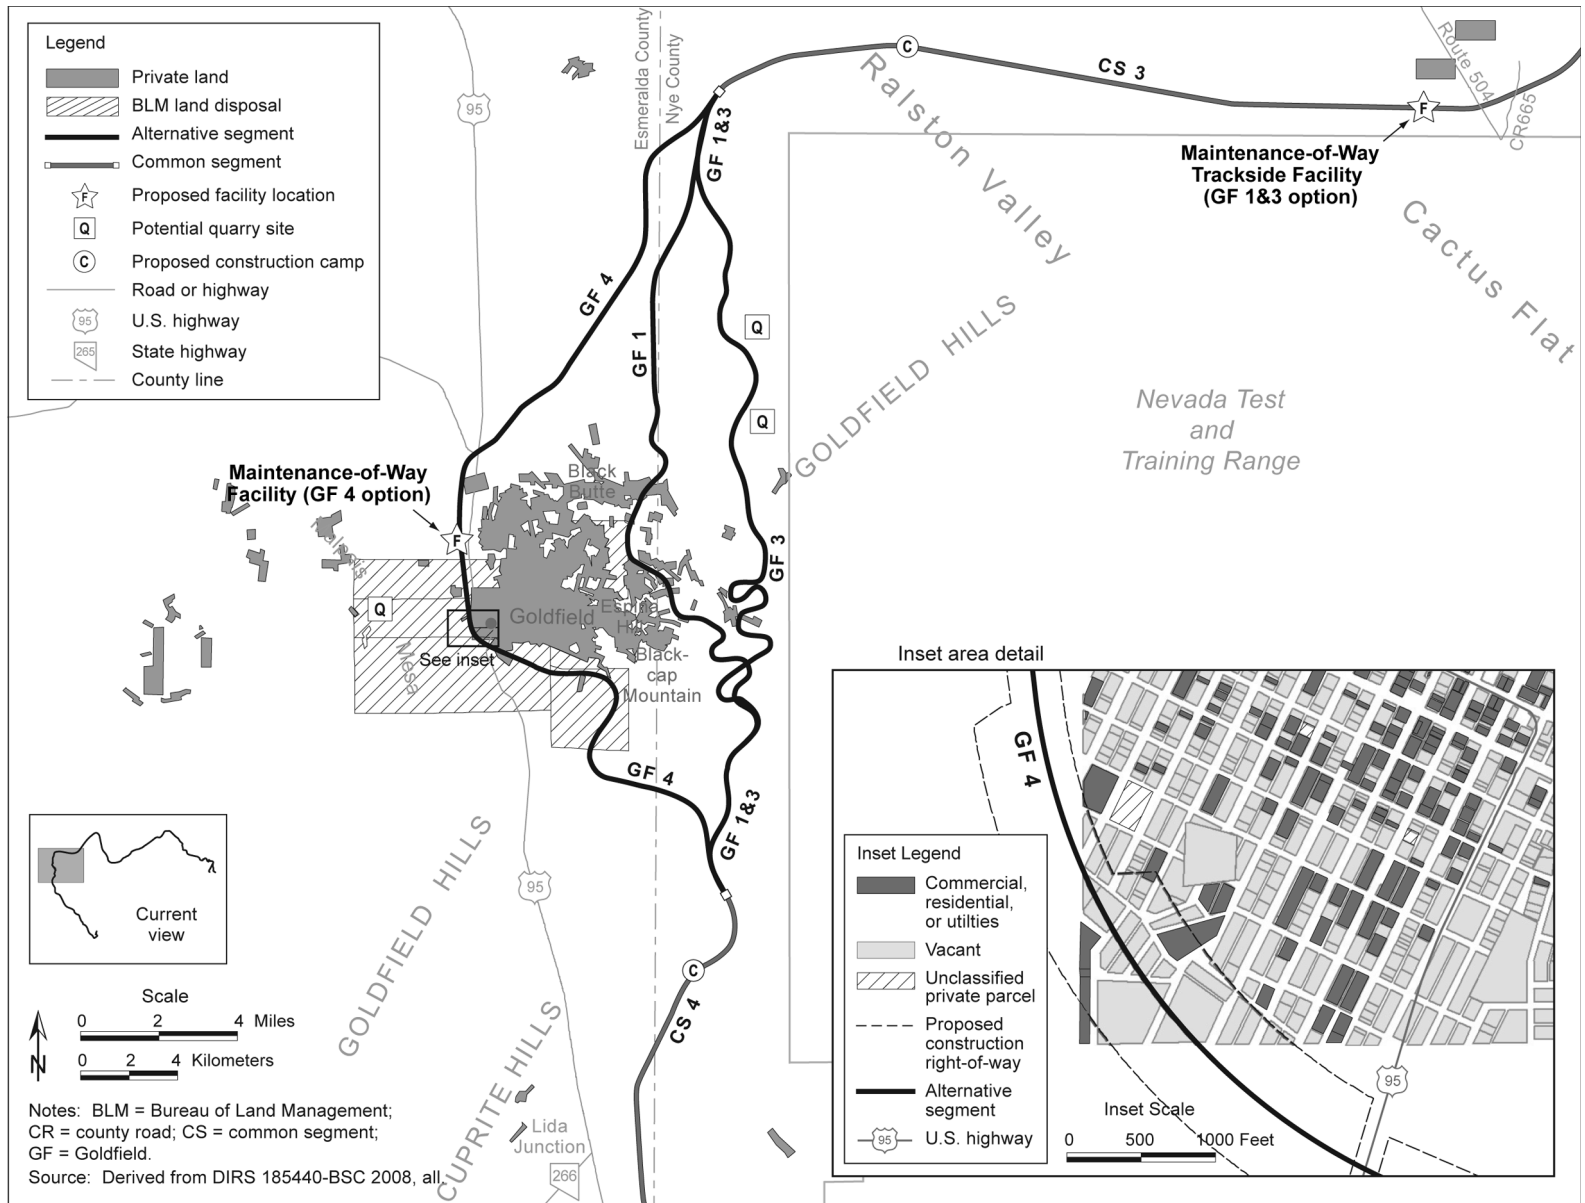 Legend
Private land
BLM land disposal
Alternative segment
Common segment
F Proposed facility location
Q Potential quarry site
C Proposed construction camp
Road or highway
95 U.S. highway
265 State highway
County line
95
Esmeralda County
Nye County
C
CS 3
Route 504
CR665
F
Maintenance-of-Way
Trackside Facility
(GF 1&3 option)
Ralston Valley
Cactus Flat
GF 1&3
GF 4
GF 1
Q
Q
GOLDFIELD HILLS
Nevada Test
and
Training Range
Maintenance-of-Way
Facility (GF 4 option)
F
Black
Butte
Malpais
Mesa
Q
GF 3
Goldfield
Espina
Hill
See inset
Black-
cap
Mountain
GF 4
GF 1&3
95
GOLDFIELD HILLS
C
CS 4
CUPRITE HILLS
Lida
Junction
266
Current
view
Scale
0 2 4 Miles
0 2 4 Kilometers
N
Notes: BLM = Bureau of Land Management;
CR = county road; CS = common segment;
GF = Goldfield.
Source: Derived from DIRS 185440-BSC 2008, all.
Inset area detail
GF 4
Inset Legend
Commercial,
residential,
or utilties
Vacant
Unclassified
private parcel
Proposed
construction
right-of-way
Alternative
segment
95 U.S. highway
95
Inset Scale
0 500 1000 Feet